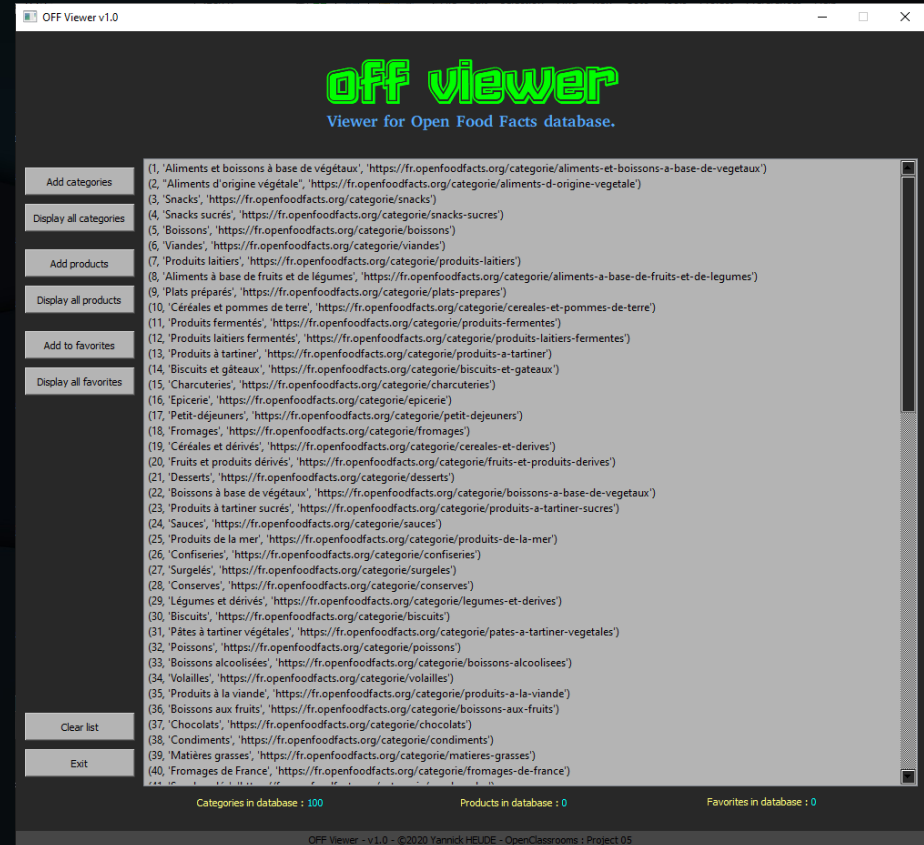 OFF Viewer v1.0
off viewer
Viewer for Open Food Facts database.
Add categories
Display all categories
Add products
Display all products
Add to favorites
Display all favorites
Clear list
Exit
(1, 'Aliments et boissons à base de végétaux', 'https://fr.openfoodfacts.org/categorie/aliments-et-boissons-a-base-de-vegetaux')
(2, "Aliments d'origine végétale", 'https://fr.openfoodfacts.org/categorie/aliments-d-origine-vegetale')
(3, 'Snacks', 'https://fr.openfoodfacts.org/categorie/snacks')
(4, 'Snacks sucrés', 'https://fr.openfoodfacts.org/categorie/snacks-sucres')
(5, 'Boissons', 'https://fr.openfoodfacts.org/categorie/boissons')
(6, 'Viandes', 'https://fr.openfoodfacts.org/categorie/viandes')
(7, 'Produits laitiers', 'https://fr.openfoodfacts.org/categorie/produits-laitiers')
(8, 'Aliments à base de fruits et de légumes', 'https://fr.openfoodfacts.org/categorie/aliments-a-base-de-fruits-et-de-legumes')
(9, 'Plats préparés', 'https://fr.openfoodfacts.org/categorie/plats-prepares')
(10, 'Céréales et pommes de terre', 'https://fr.openfoodfacts.org/categorie/cereales-et-pommes-de-terre')
(11, 'Produits fermentés', 'https://fr.openfoodfacts.org/categorie/produits-fermentes')
(12, 'Produits laitiers fermentés', 'https://fr.openfoodfacts.org/categorie/produits-laitiers-fermentes')
(13, 'Produits à tartiner', 'https://fr.openfoodfacts.org/categorie/produits-a-tartiner')
(14, 'Biscuits et gâteaux', 'https://fr.openfoodfacts.org/categorie/biscuits-et-gateaux')
(15, 'Charcuteries', 'https://fr.openfoodfacts.org/categorie/charcuteries')
(16, 'Epicerie', 'https://fr.openfoodfacts.org/categorie/epicerie')
(17, 'Petit-déjeuners', 'https://fr.openfoodfacts.org/categorie/petit-dejeuners')
(18, 'Fromages', 'https://fr.openfoodfacts.org/categorie/fromages')
(19, 'Céréales et dérivés', 'https://fr.openfoodfacts.org/categorie/cereales-et-derives')
(20, 'Fruits et produits dérivés', 'https://fr.openfoodfacts.org/categorie/fruits-et-produits-derives')
(21, 'Desserts', 'https://fr.openfoodfacts.org/categorie/desserts')
(22, 'Boissons à base de végétaux', 'https://fr.openfoodfacts.org/categorie/boissons-a-base-de-vegetaux')
(23, 'Produits à tartiner sucrés', 'https://fr.openfoodfacts.org/categorie/produits-a-tartiner-sucres')
(24, 'Sauces', 'https://fr.openfoodfacts.org/categorie/sauces')
(25, 'Produits de la mer', 'https://fr.openfoodfacts.org/categorie/produits-de-la-mer')
(26, 'Confiseries', 'https://fr.openfoodfacts.org/categorie/confiseries')
(27, 'Surgelés', 'https://fr.openfoodfacts.org/categorie/surgeles')
(28, 'Conserves', 'https://fr.openfoodfacts.org/categorie/conserves')
(29, 'Légumes et dérivés', 'https://fr.openfoodfacts.org/categorie/legumes-et-derives')
(30, 'Biscuits', 'https://fr.openfoodfacts.org/categorie/biscuits')
(31, 'Pâtes à tartiner végétales', 'https://fr.openfoodfacts.org/categorie/pates-a-tartiner-vegetales')
(32, 'Poissons', 'https://fr.openfoodfacts.org/categorie/poissons')
(33, 'Boissons alcoolisées', 'https://fr.openfoodfacts.org/categorie/boissons-alcoolisees')
(34, 'Volailles', 'https://fr.openfoodfacts.org/categorie/volailles')
(35, 'Produits à la viande', 'https://fr.openfoodfacts.org/categorie/produits-a-la-viande')
(36, 'Boissons aux fruits', 'https://fr.openfoodfacts.org/categorie/boissons-aux-fruits')
(37, 'Chocolats', 'https://fr.openfoodfacts.org/categorie/chocolats')
(38, 'Condiments', 'https://fr.openfoodfacts.org/categorie/condiments')
(39, 'Matières grasses', 'https://fr.openfoodfacts.org/categorie/matieres-grasses')
(40, 'Fromages de France', 'https://fr.openfoodfacts.org/categorie/fromages-de-france')
Categories in database : 100
Products in database : 0
Favorites in database : 0
OFF Viewer - v1.0 - ©2020 Yannick HEUDE - OpenClassrooms : Project 05